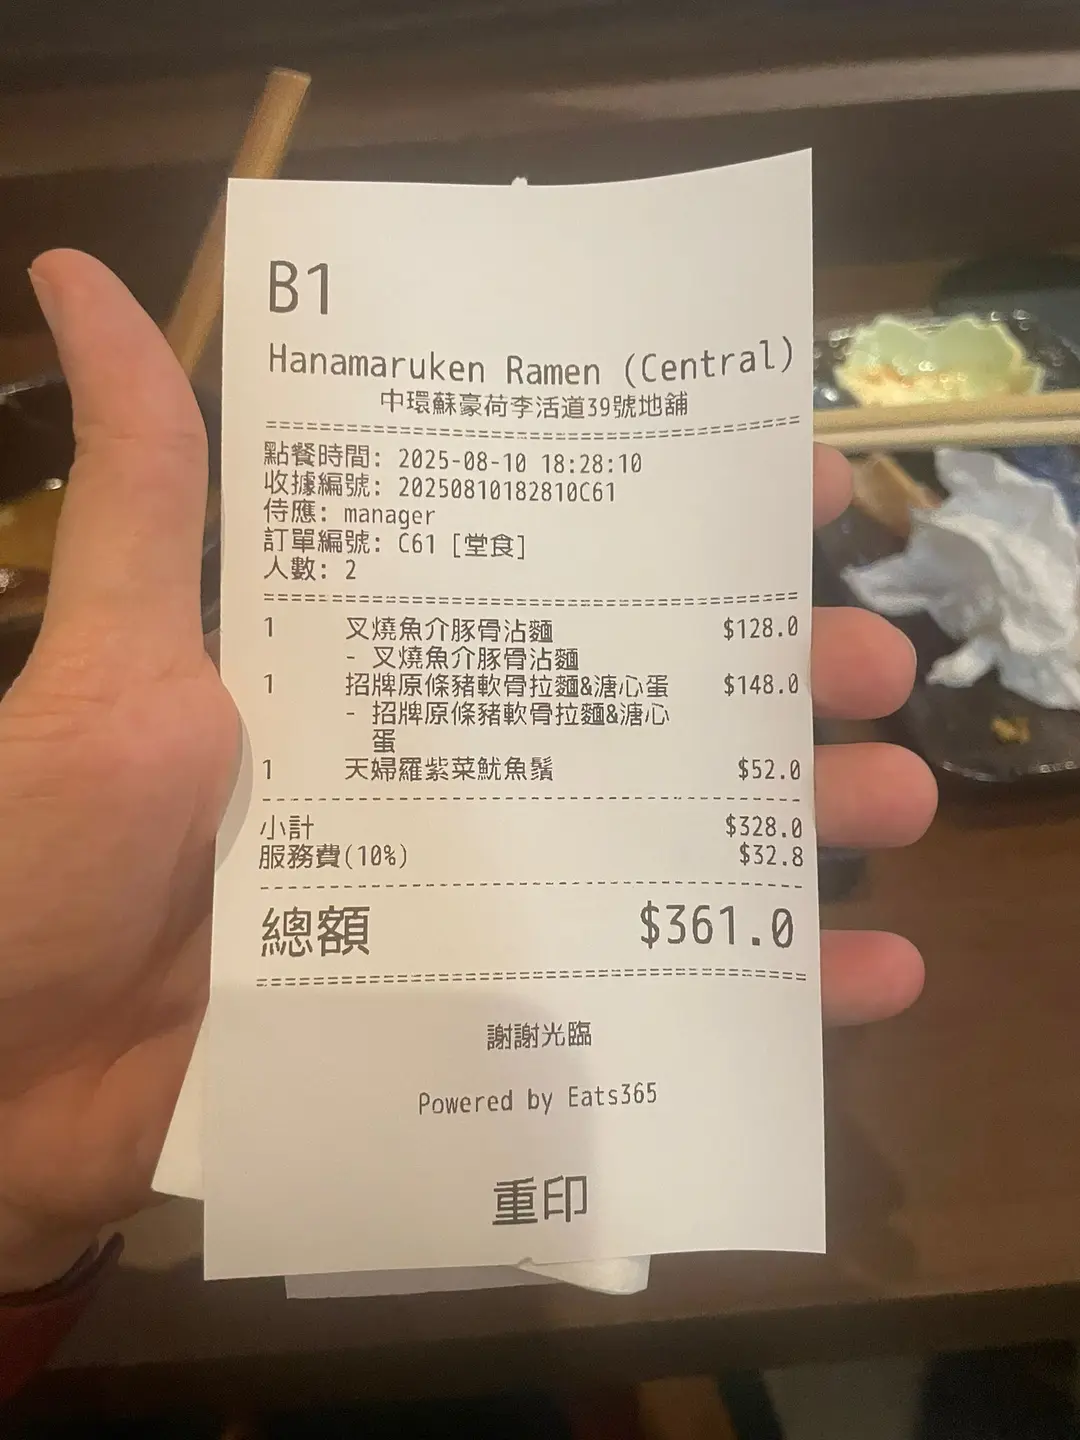 B1
Hanamaruken Ramen (Central)
中環蘇豪荷李活道39號地舖
點餐時間: 2025-08-10 18:28:10
收據編號: 20250810182810C61
侍應: manager
訂單編號: C61 [堂食]
人數: 2
1 叉燒魚介豚骨沾麵 $128.0
- 叉燒魚介豚骨沾麵
1 招牌原條豬軟骨拉麵&溏心蛋 $148.0
- 招牌原條豬軟骨拉麵&溏心
蛋
1 天婦羅紫菜魷魚鬚 $52.0
小計 $328.0
服務費(10%) $32.8
總額 $361.0
謝謝光臨
Powered by Eats365
重印